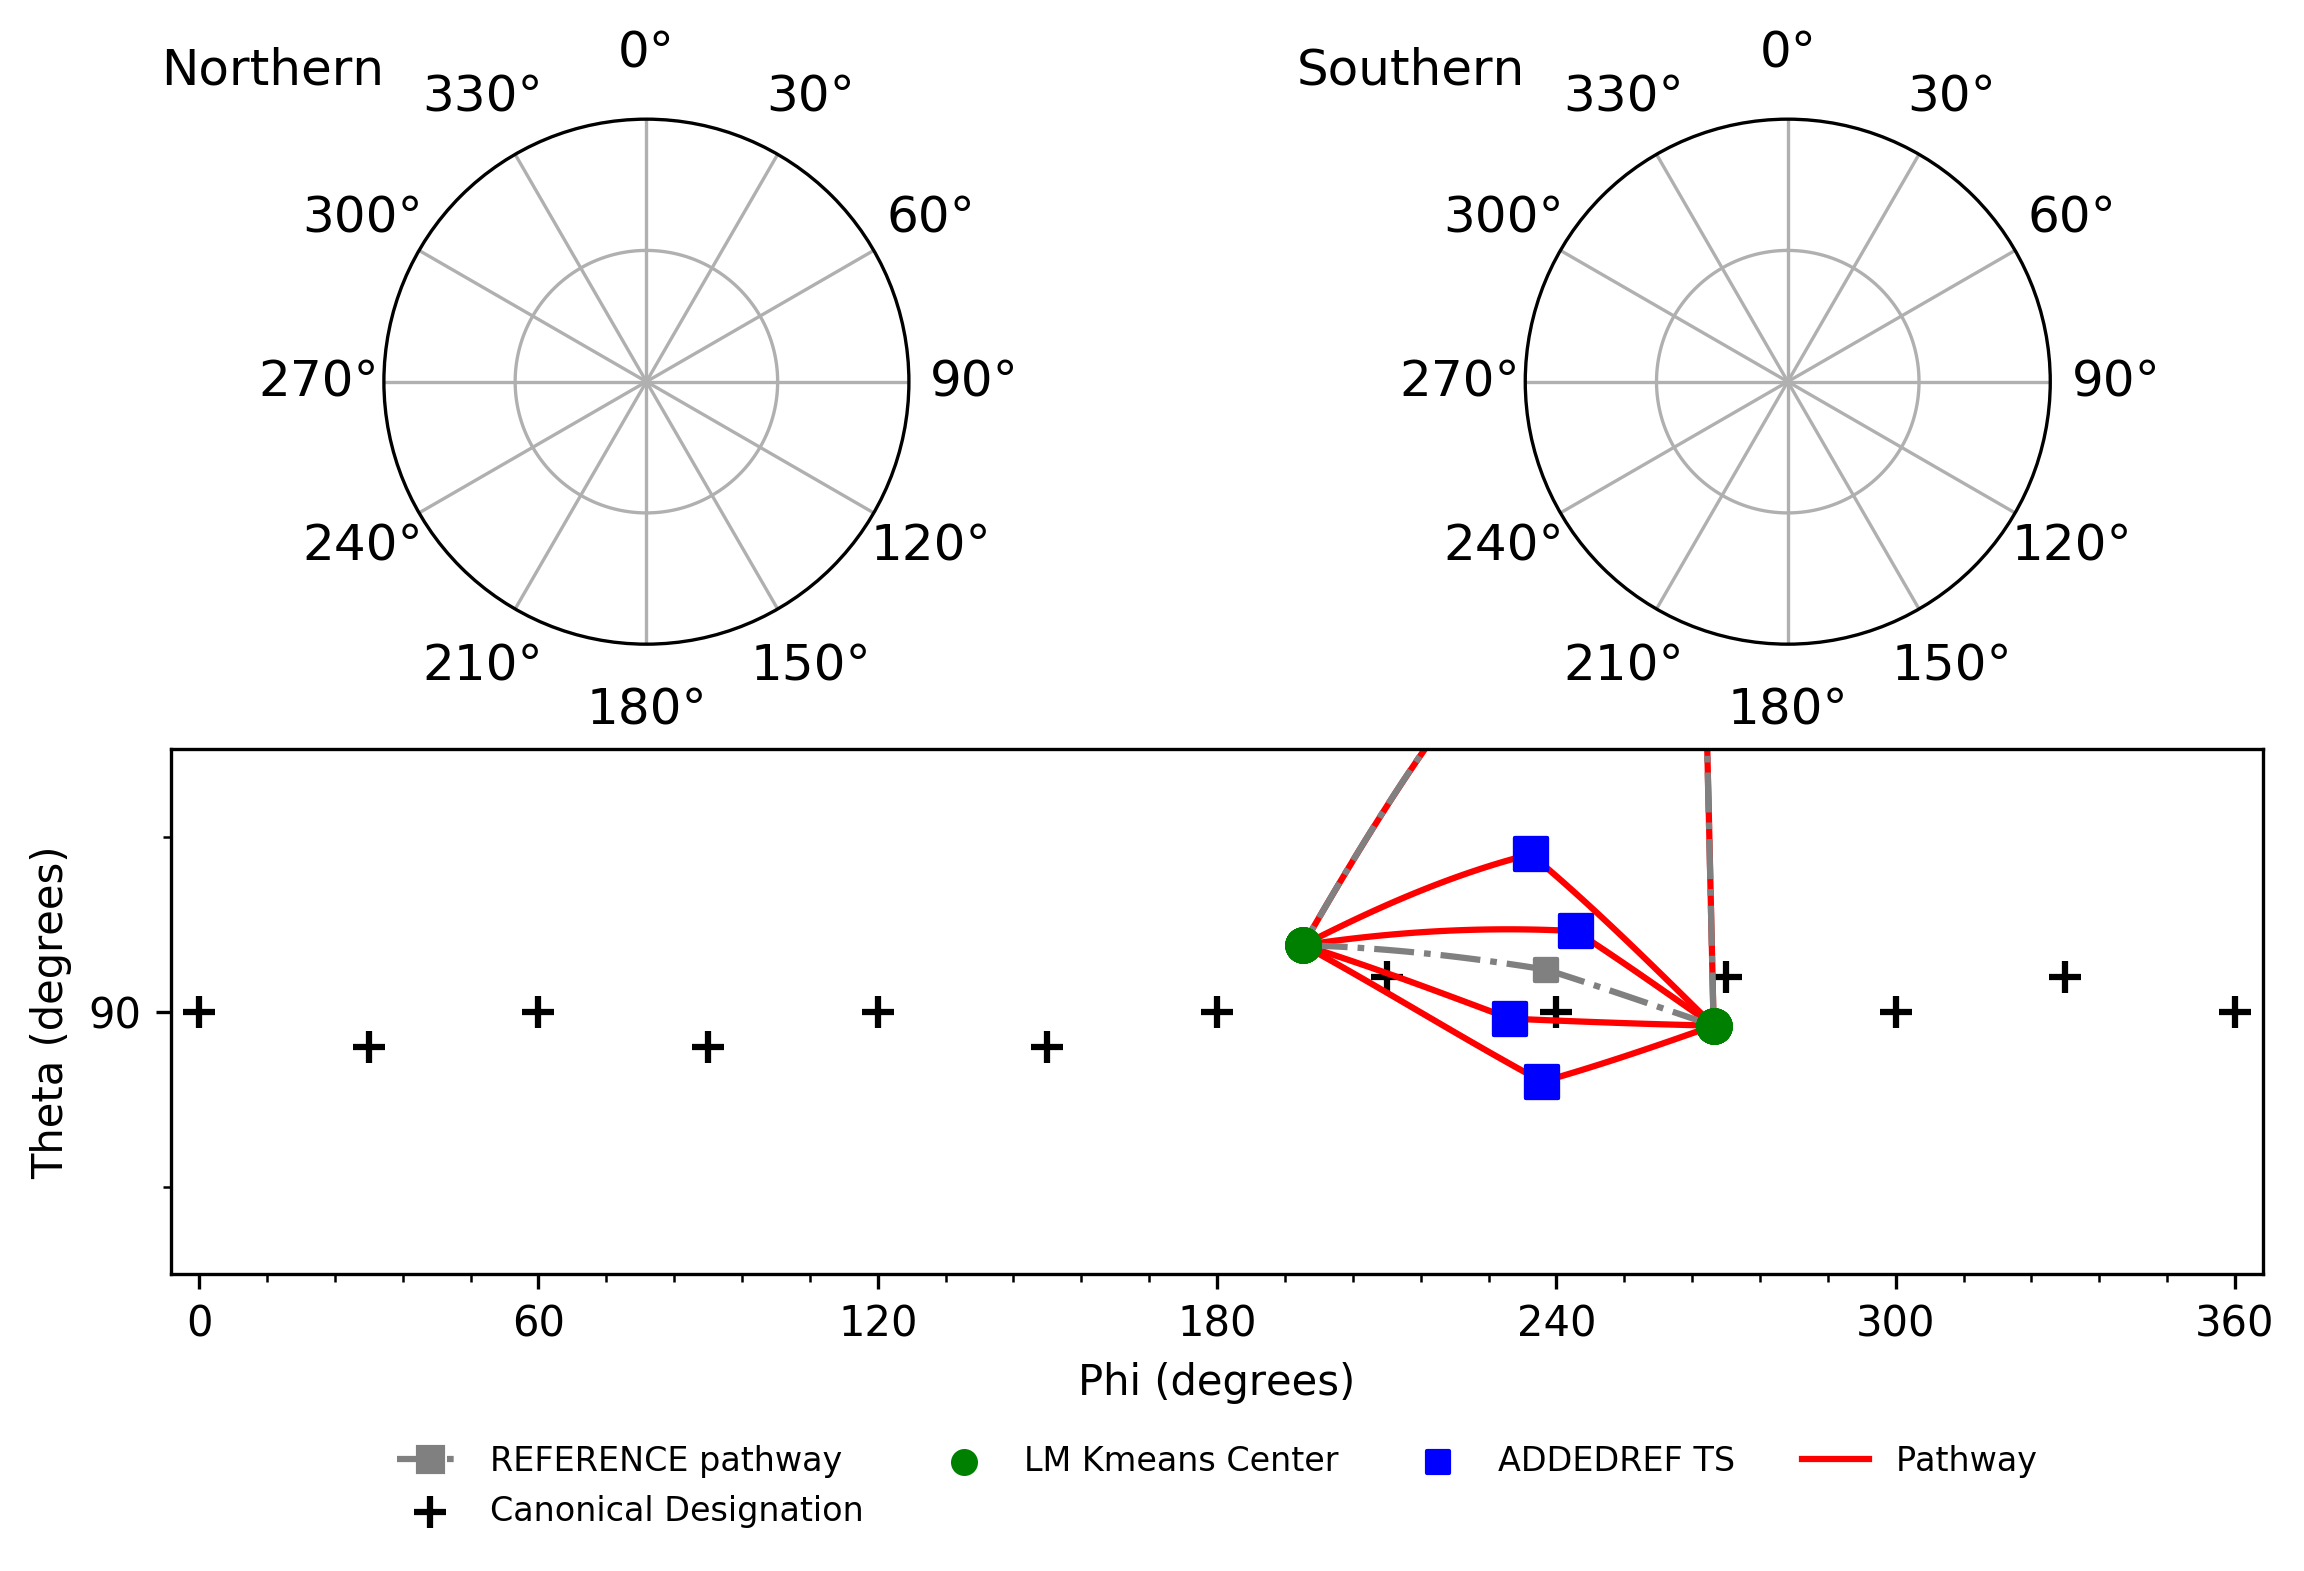 Northern
0°
330°
30°
300°
60°
270°
90°
240°
120°
210°
150°
180°
Southern
0°
330°
30°
300°
60°
270°
90°
240°
120°
210°
150°
180°
Theta (degrees)
90
0 60 120 180 240 300 360
Phi (degrees)
REFERENCE pathway
Canonical Designation
LM Kmeans Center
ADDEDREF TS
Pathway